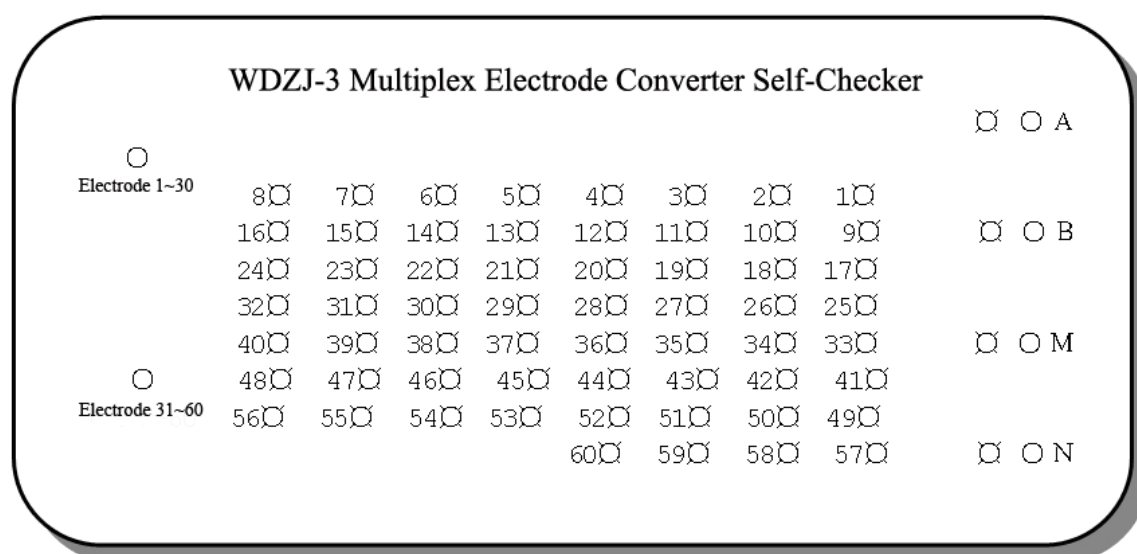 WDZJ-3 Multiplex Electrode Converter Self-Checker
A
Electrode 1~30
8 7 6 5 4 3 2 1
16 15 14 13 12 11 10 9 B
24 23 22 21 20 19 18 17
32 31 30 29 28 27 26 25
40 39 38 37 36 35 34 33 M
48 47 46 45 44 43 42 41
Electrode 31~60
56 55 54 53 52 51 50 49
60 59 58 57 N